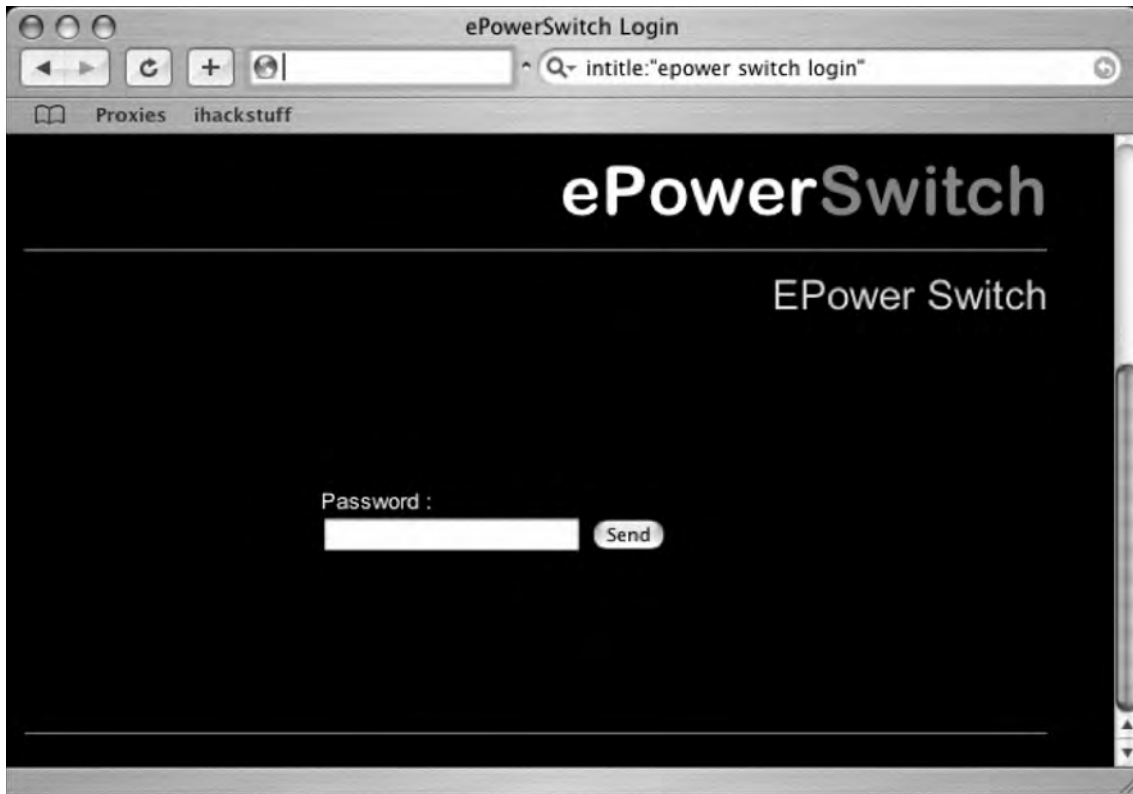 ePowerSwitch Login
intitle:"epower switch login"
Proxies ihackstuff
ePowerSwitch
EPower Switch
Password :
Send